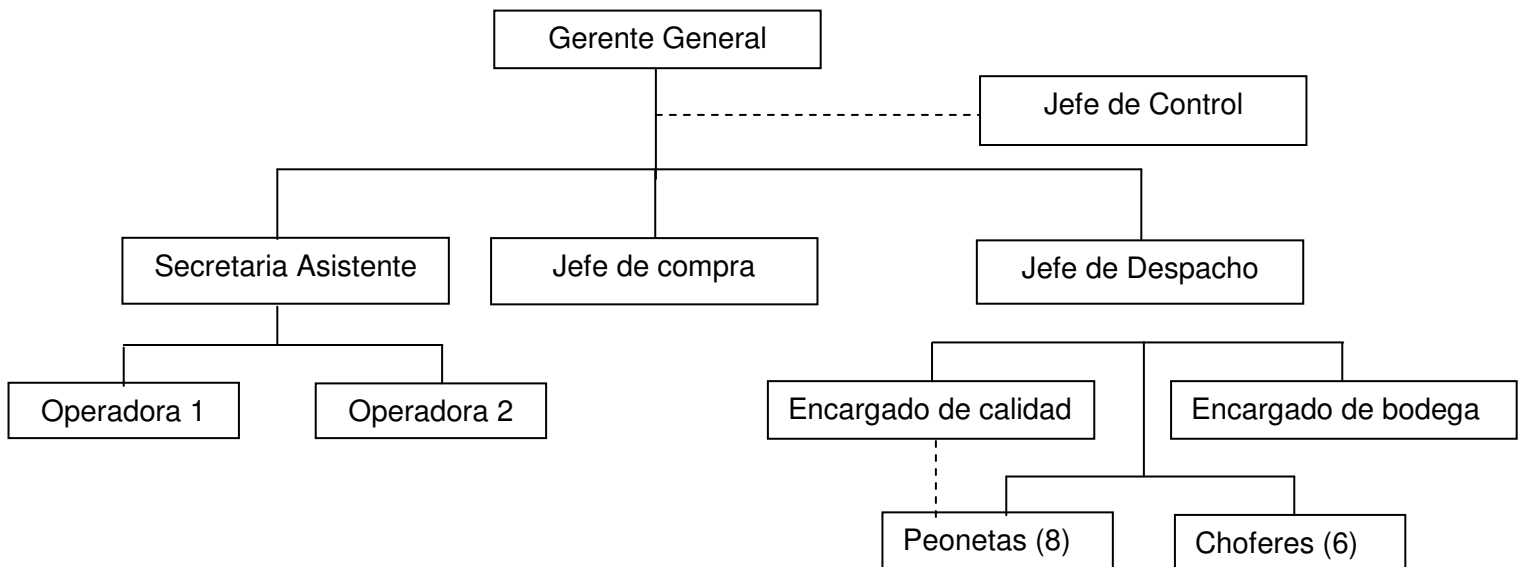 Gerente General
Jefe de Control
Secretaria Asistente
Jefe de compra
Jefe de Despacho
Operadora 1
Operadora 2
Encargado de calidad
Encargado de bodega
Peonetas (8)
Choferes (6)